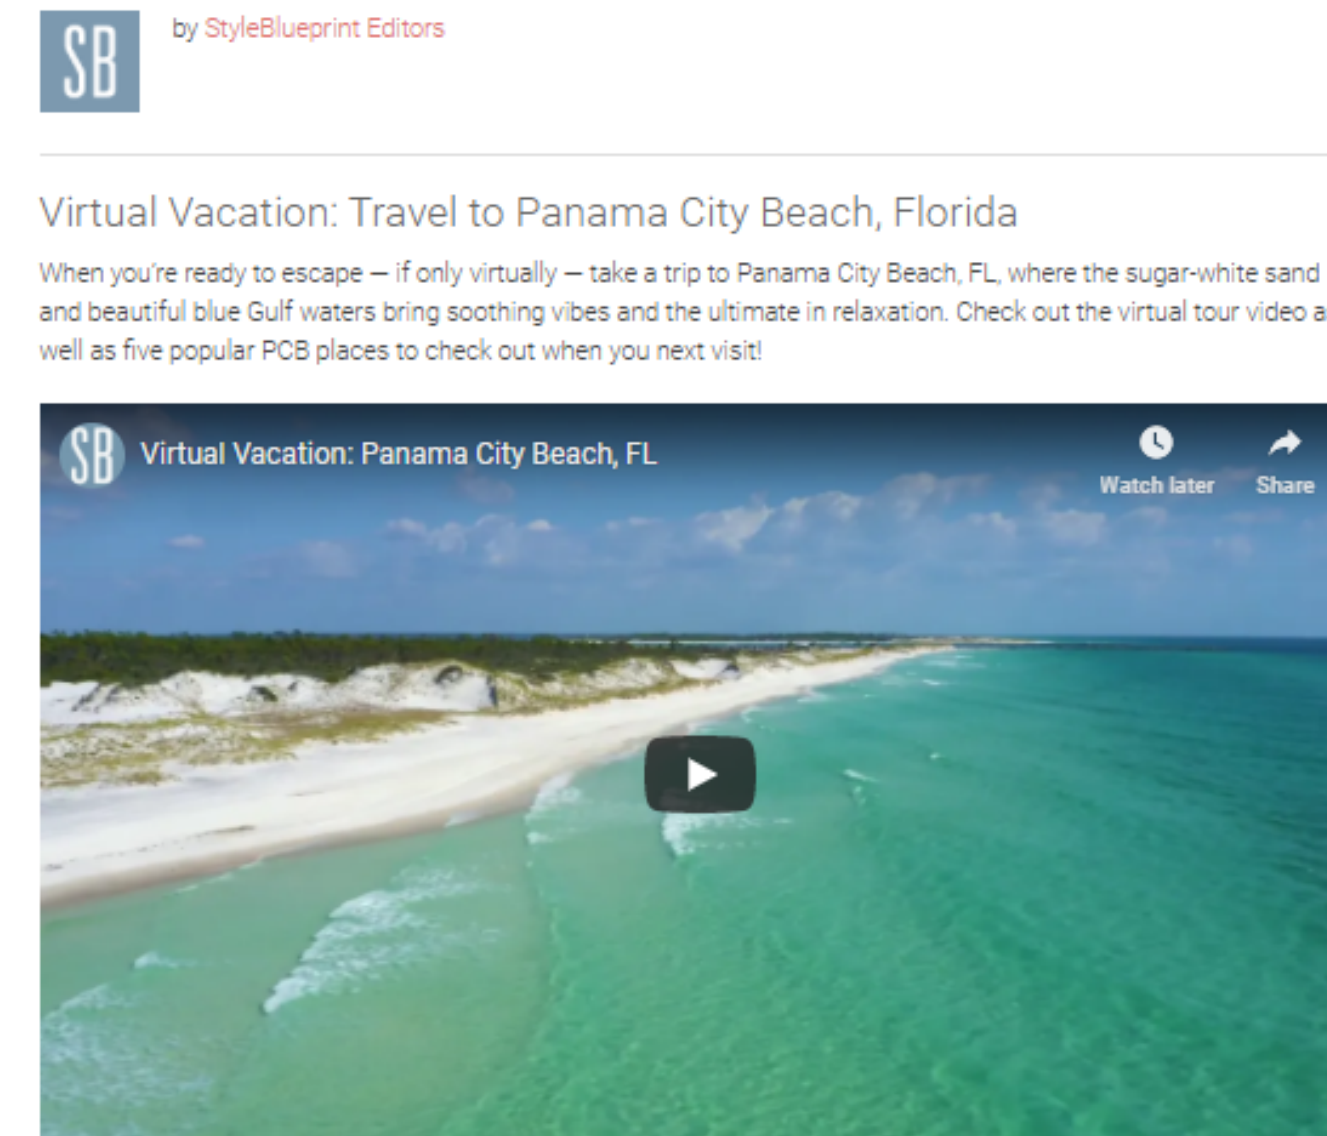 SB
by StyleBlueprint Editors
Virtual Vacation: Travel to Panama City Beach, Florida
When you're ready to escape — if only virtually — take a trip to Panama City Beach, FL, where the sugar-white sand
and beautiful blue Gulf waters bring soothing vibes and the ultimate in relaxation. Check out the virtual tour video a
well as five popular PCB places to check out when you next visit!
SB Virtual Vacation: Panama City Beach, FL
Watch later Share